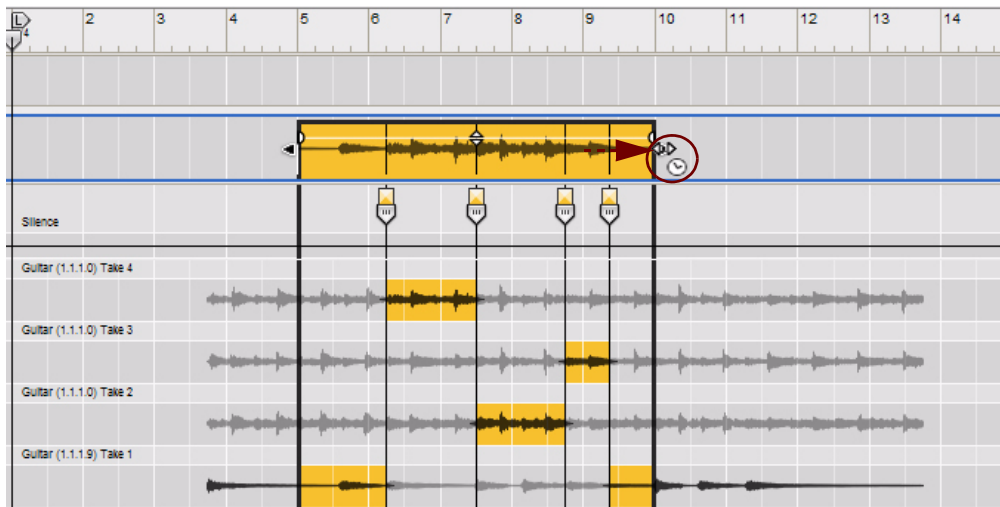 L 2 3 4 5 6 7 8 9 10 11 12 13 14
4
Silence
Guitar (1.1.1.0) Take 4
Guitar (1.1.1.0) Take 3
Guitar (1.1.1.0) Take 2
Guitar (1.1.1.9) Take 1